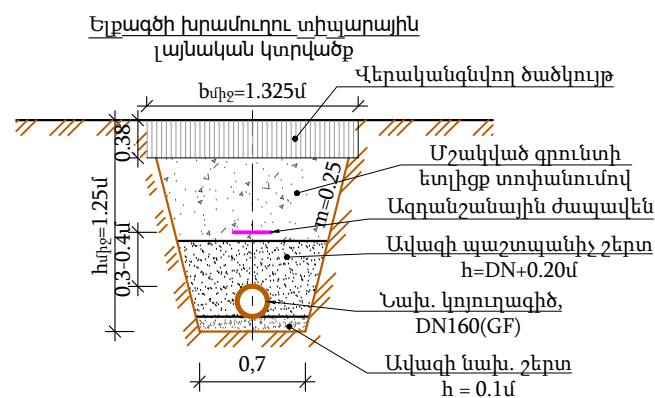 Ելքագծի խրամուղու տիպարային
լայնական կտրվածք
bմիջ=1.325մ
Վերականգնվող ծածկույթ
0.38
hմիջ=1.25մ
0.3-0.4մ
m=0.25
Մշակված գրունտի
ետլիցք տոփանումով
Ազդանշանային ժապավեն
Ավազի պաշտպանիչ շերտ
h=DN+0.20մ
Նախ. կոյուղագիծ,
DN160(GF)
Ավազի նախ. շերտ
h = 0.1մ
0,7